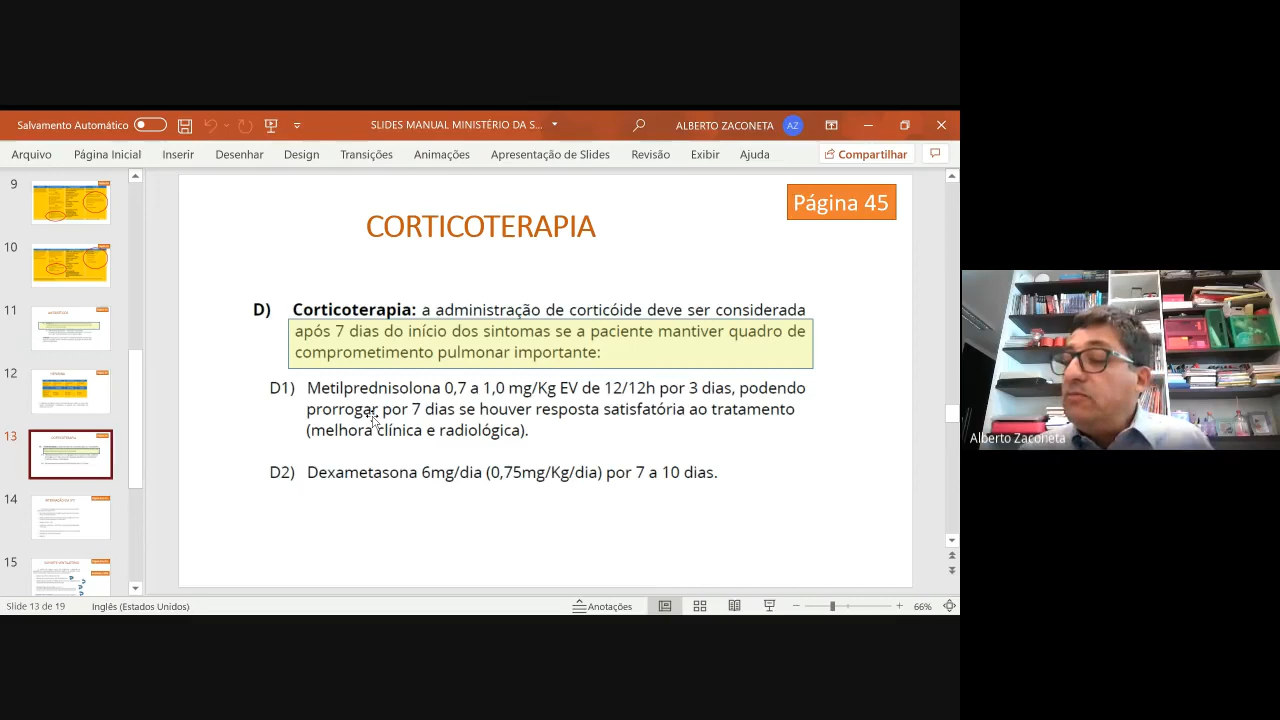 Salvamento Automático
SLIDES MANUAL MINISTÉRIO DA S...
ALBERTO ZACONETA
AZ
Arquivo
Página Inicial
Inserir
Desenhar
Design
Transições
Animações
Apresentação de Slides
Revisão
Exibir
Ajuda
Compartilhar
9
10
11
12
13
14
15
Página 45
CORTICOTERAPIA
D) Corticoterapia: a administração de corticóide deve ser considerada
após 7 dias do início dos sintomas se a paciente mantiver quadro de
comprometimento pulmonar importante:
D1) Metilprednisolona 0,7 a 1,0 mg/Kg EV de 12/12h por 3 dias, podendo
prorrogar por 7 dias se houver resposta satisfatória ao tratamento
(melhora clínica e radiológica).
D2) Dexametasona 6mg/dia (0,75mg/Kg/dia) por 7 a 10 dias.
Alberto Zaconeta
Slide 13 de 19
Inglês (Estados Unidos)
Anotações
66%